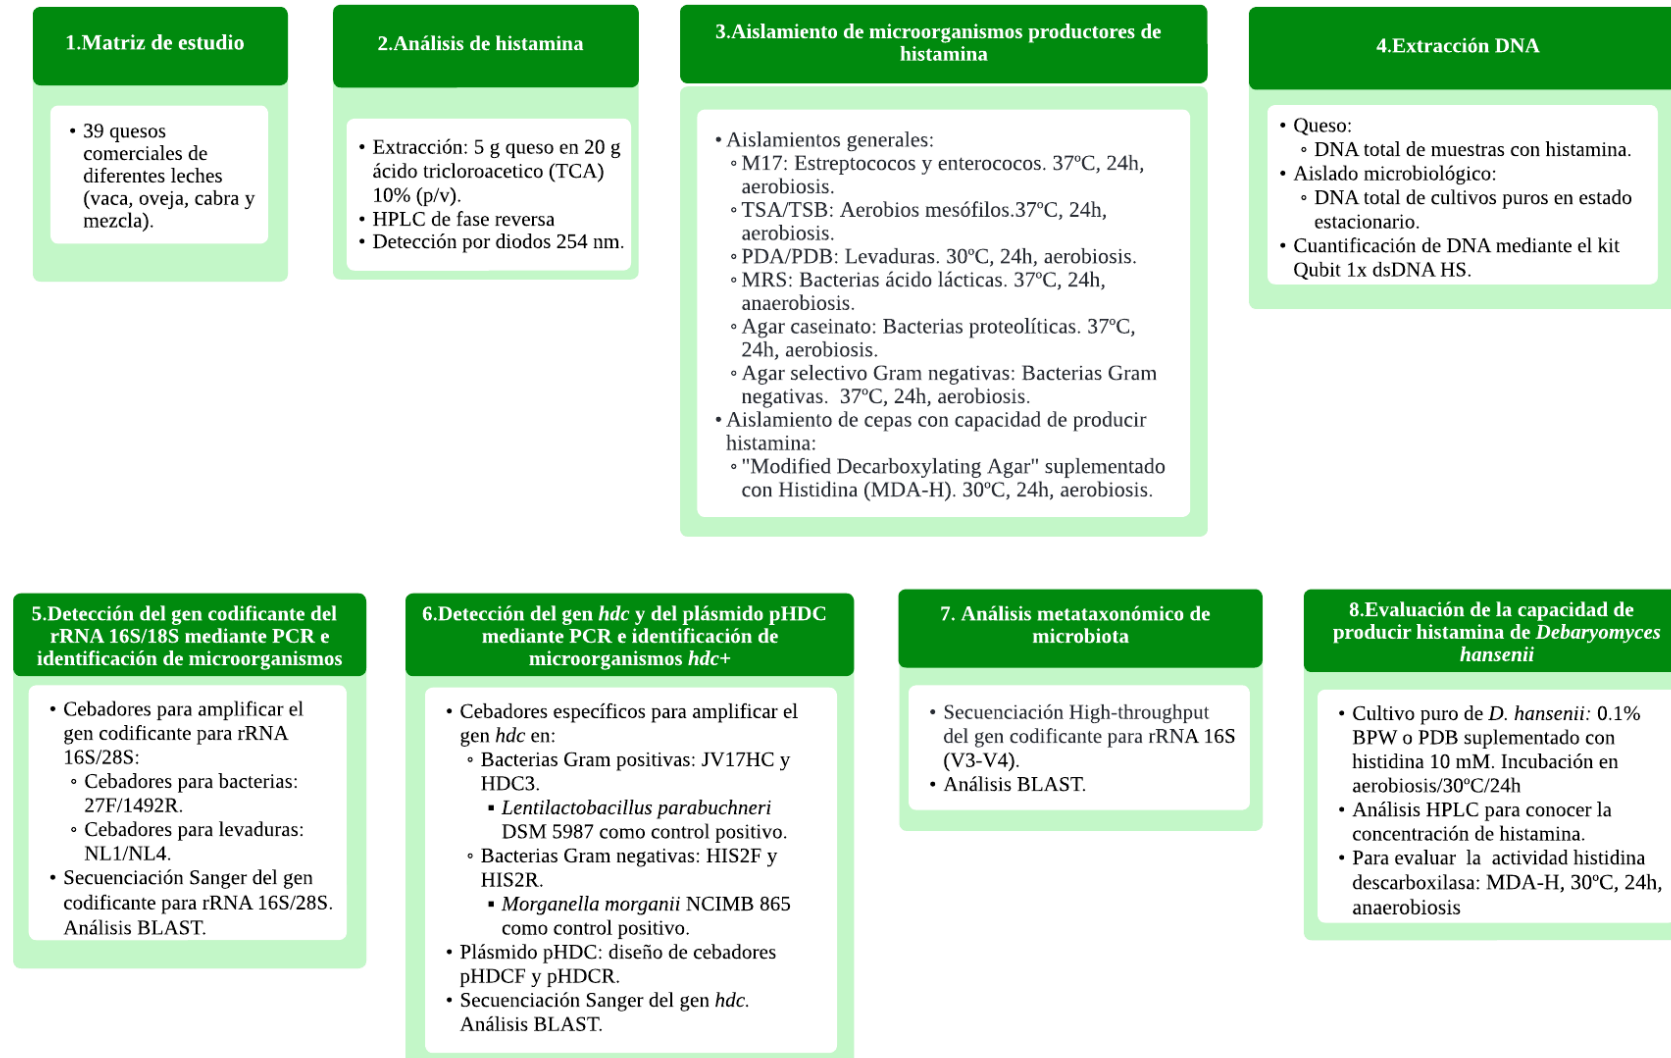 1.Matriz de estudio
• 39 quesos
comerciales de
diferentes leches
(vaca, oveja, cabra y
mezcla).
2.Análisis de histamina
• Extracción: 5 g queso en 20 g
ácido tricloroacetico (TCA)
10% (p/v).
• HPLC de fase reversa
• Detección por diodos 254 nm.
3.Aislamiento de microorganismos productores de
histamina
• Aislamientos generales:
◦ M17: Estreptococos y enterococos. 37ºC, 24h,
aerobiosis.
◦ TSA/TSB: Aerobios mesófilos.37ºC, 24h,
aerobiosis.
◦ PDA/PDB: Levaduras. 30ºC, 24h, aerobiosis.
◦ MRS: Bacterias ácido lácticas. 37ºC, 24h,
anaerobiosis.
◦ Agar caseinato: Bacterias proteolíticas. 37ºC,
24h, aerobiosis.
◦ Agar selectivo Gram negativas: Bacterias Gram
negativas.  37ºC, 24h, aerobiosis.
• Aislamiento de cepas con capacidad de producir
histamina:
◦ "Modified Decarboxylating Agar" suplementado
con Histidina (MDA-H). 30ºC, 24h, aerobiosis.
4.Extracción DNA
• Queso:
◦ DNA total de muestras con histamina.
• Aislado microbiológico:
◦ DNA total de cultivos puros en estado
estacionario.
• Cuantificación de DNA mediante el kit
Qubit 1x dsDNA HS.
5.Detección del gen codificante del
rRNA 16S/18S mediante PCR e
identificación de microorganismos
• Cebadores para amplificar el
gen codificante para rRNA
16S/28S:
◦ Cebadores para bacterias:
27F/1492R.
◦ Cebadores para levaduras:
NL1/NL4.
• Secuenciación Sanger del gen
codificante para rRNA 16S/28S.
Análisis BLAST.
6.Detección del gen hdc y del plásmido pHDC
mediante PCR e identificación de
microorganismos hdc+
• Cebadores específicos para amplificar el
gen hdc en:
◦ Bacterias Gram positivas: JV17HC y
HDC3.
▪ Lentilactobacillus parabuchneri
DSM 5987 como control positivo.
◦ Bacterias Gram negativas: HIS2F y
HIS2R.
▪ Morganella morganii NCIMB 865
como control positivo.
• Plásmido pHDC: diseño de cebadores
pHDCF y pHDCR.
• Secuenciación Sanger del gen hdc.
Análisis BLAST.
7. Análisis metataxonómico de
microbiota
• Secuenciación High-throughput
del gen codificante para rRNA 16S
(V3-V4).
• Análisis BLAST.
8.Evaluación de la capacidad de
producir histamina de Debaryomyces
hansenii
• Cultivo puro de D. hansenii: 0.1%
BPW o PDB suplementado con
histidina 10 mM. Incubación en
aerobiosis/30ºC/24h
• Análisis HPLC para conocer la
concentración de histamina.
• Para evaluar  la  actividad histidina
descarboxilasa: MDA-H, 30ºC, 24h,
anaerobiosis